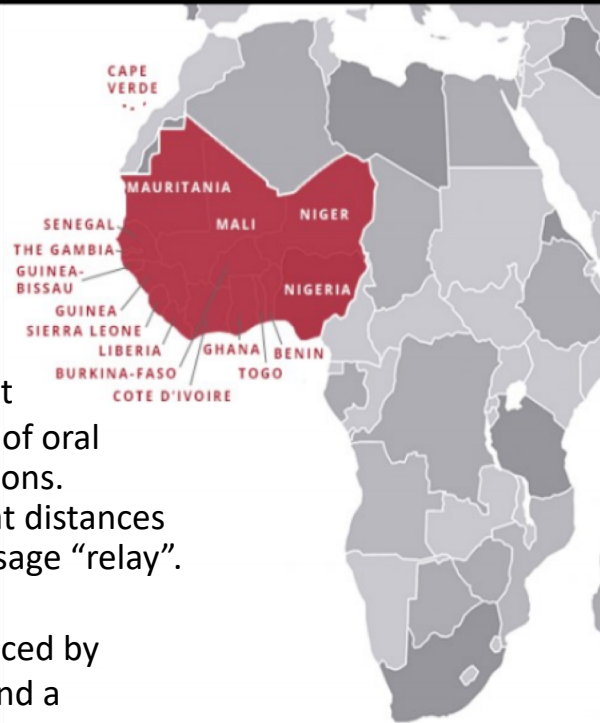 CAPE
VERDE
MAURITANIA
MALI
NIGER
NIGERIA
SENEGAL
THE GAMBIA
GUINEA-
BISSAU
GUINEA
SIERRA LEONE
LIBERIA
GHANA
BENIN
BURKINA-FASO
TOGO
COTE D'IVOIRE
t
of oral
ons.
t distances
sage “relay”.
ced by
nd a